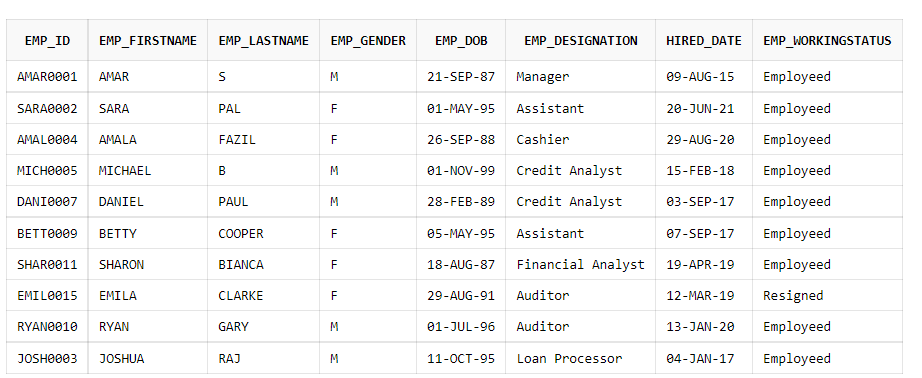 EMP_ID EMP_FIRSTNAME EMP_LASTNAME EMP_GENDER EMP_DOB EMP_DESIGNATION HIRED_DATE EMP_WORKINGSTATUS
AMAR0001 AMAR S M 21-SEP-87 Manager 09-AUG-15 Employeed
SARA0002 SARA PAL F 01-MAY-95 Assistant 20-JUN-21 Employeed
AMAL0004 AMALA FAZIL F 26-SEP-88 Cashier 29-AUG-20 Employeed
MICH0005 MICHAEL B M 01-NOV-99 Credit Analyst 15-FEB-18 Employeed
DANI0007 DANIEL PAUL M 28-FEB-89 Credit Analyst 03-SEP-17 Employeed
BETT0009 BETTY COOPER F 05-MAY-95 Assistant 07-SEP-17 Employeed
SHAR0011 SHARON BIANCA F 18-AUG-87 Financial Analyst 19-APR-19 Employeed
EMIL0015 EMILA CLARKE F 29-AUG-91 Auditor 12-MAR-19 Resigned
RYAN0010 RYAN GARY M 01-JUL-96 Auditor 13-JAN-20 Employeed
JOSH0003 JOSHUA RAJ M 11-OCT-95 Loan Processor 04-JAN-17 Employeed